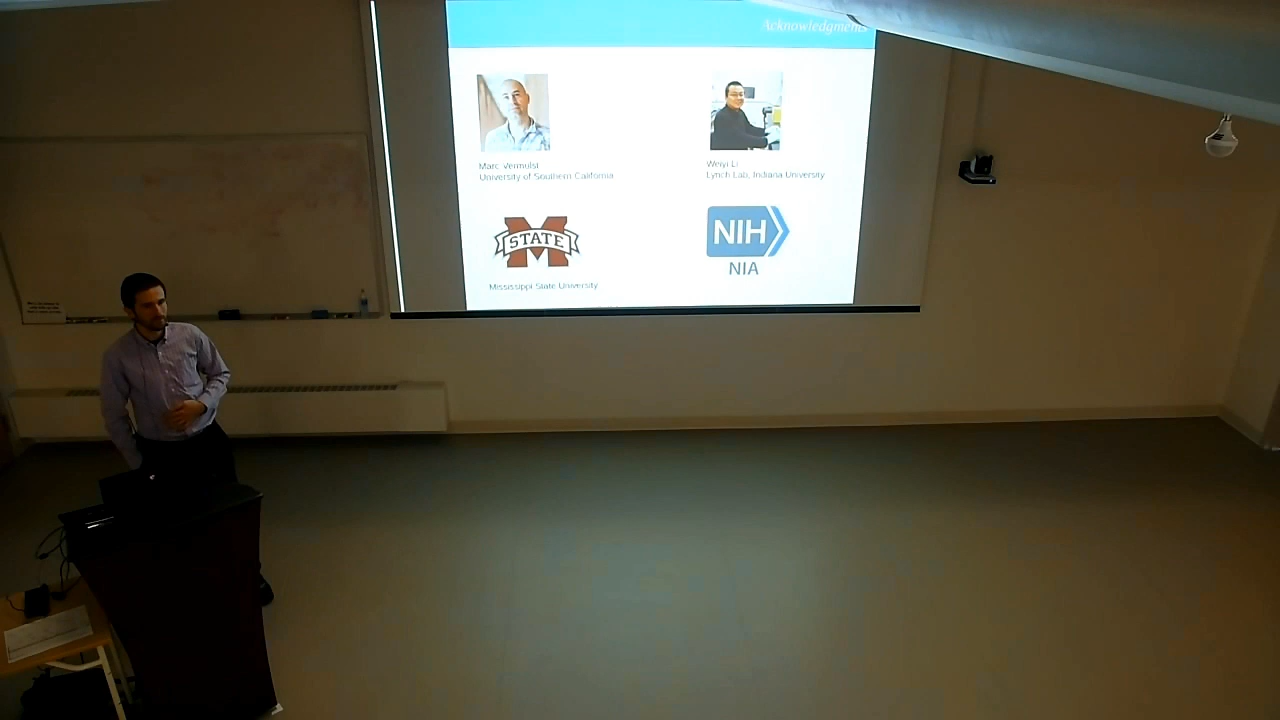 Acknowledgments
Marc Vermulst
University of Southern California
Weiyi Li
Lynch Lab, Indiana University
STATE
Mississippi State University
NIH
NIA